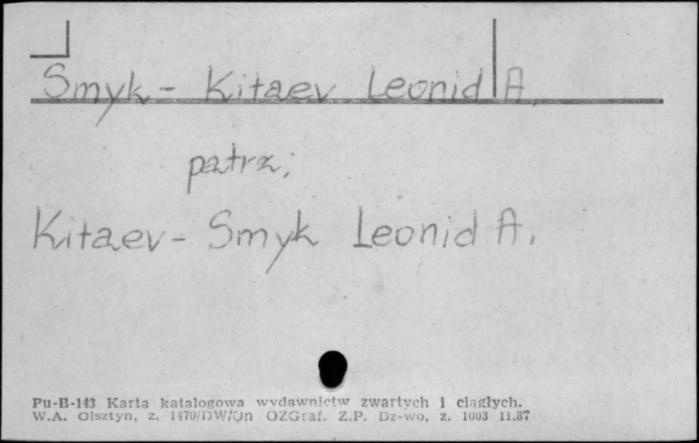 Smyk - Kitaev Leonid A.
patrz;
Kitaev - Smyk Leonid A.
Pu-B-143 Karta katalogowa wydawnictw zwartych i ciągłych.
W.A. Olsztyn, z. 1470/DW/Qn OZGraf. Z.P. Dz-wo, z. 1003 11.87